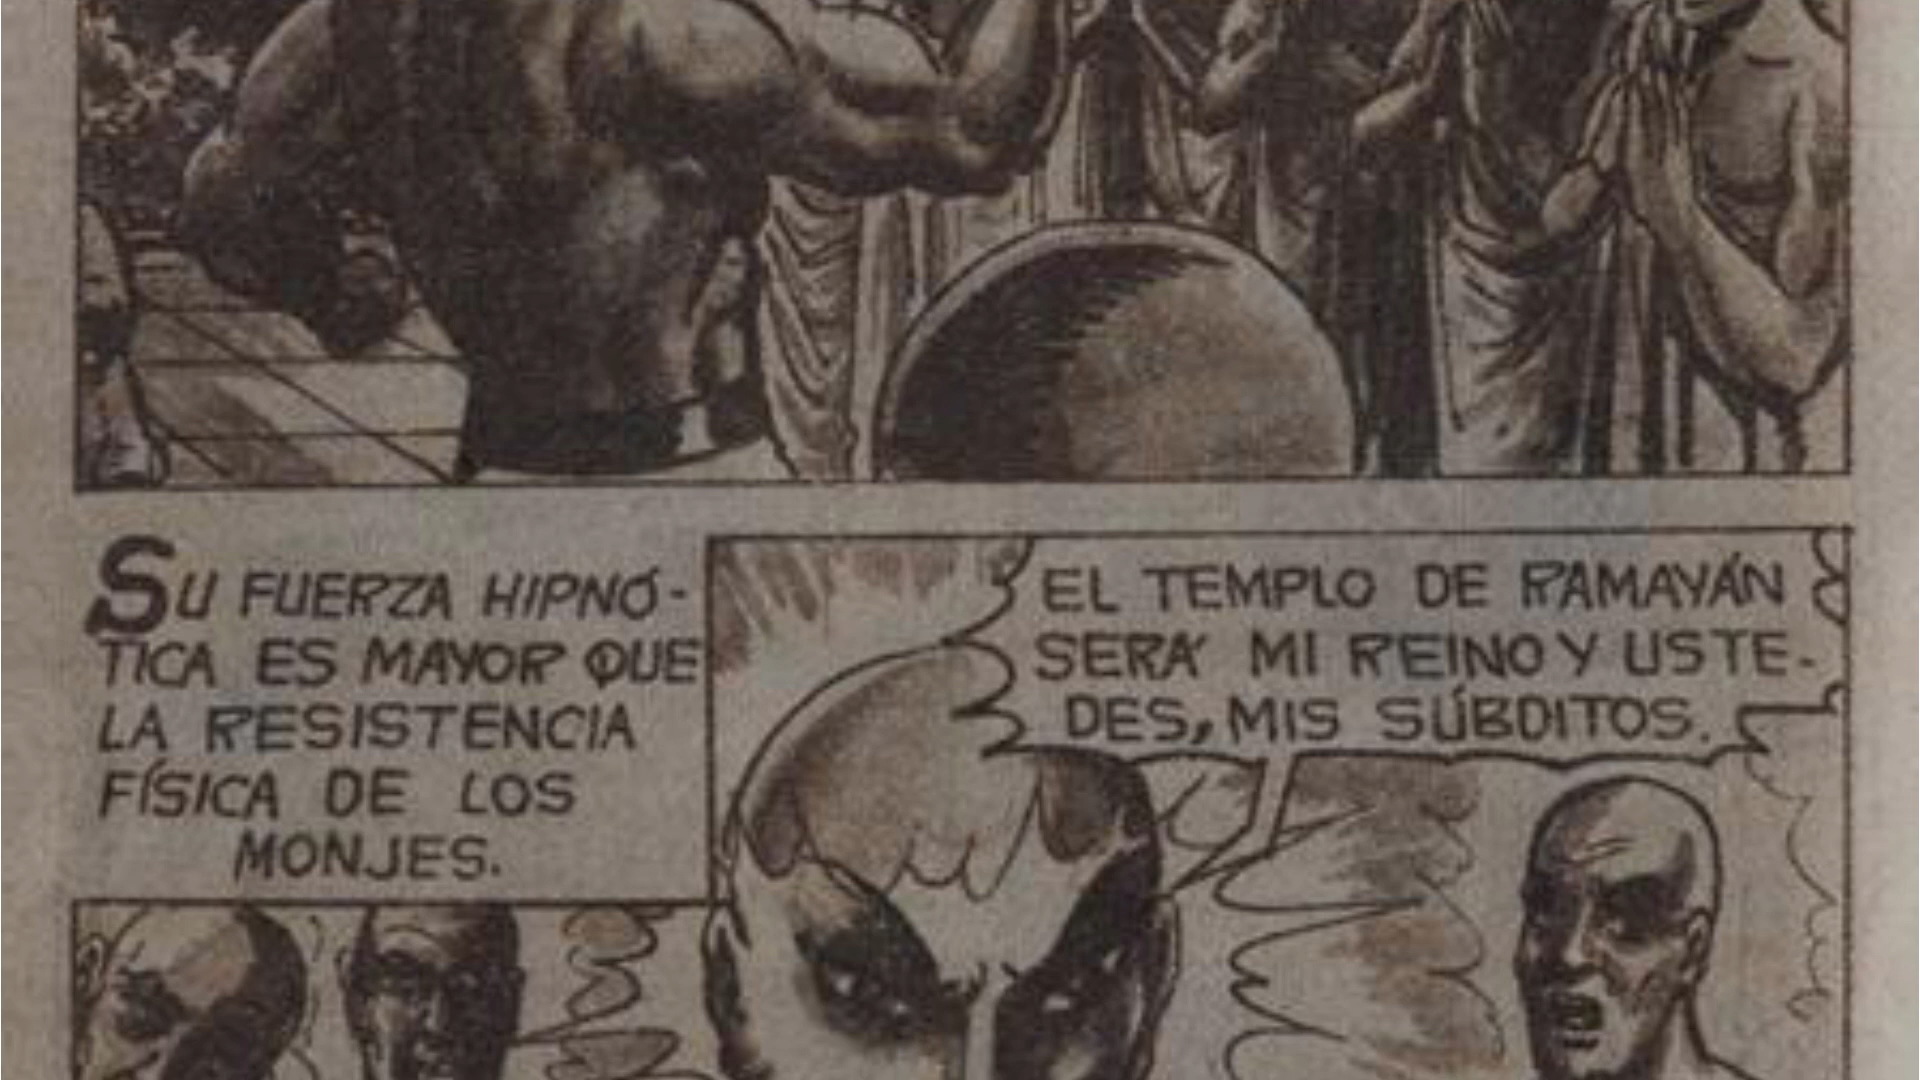 SU FUERZA HIPNÓ-
TICA ES MAYOR QUE
LA RESISTENCIA
FÍSICA DE LOS
MONJES.
EL TEMPLO DE RAMAYÁN
SERÁ MI REINO Y USTE-
DES, MIS SÚBDITOS.